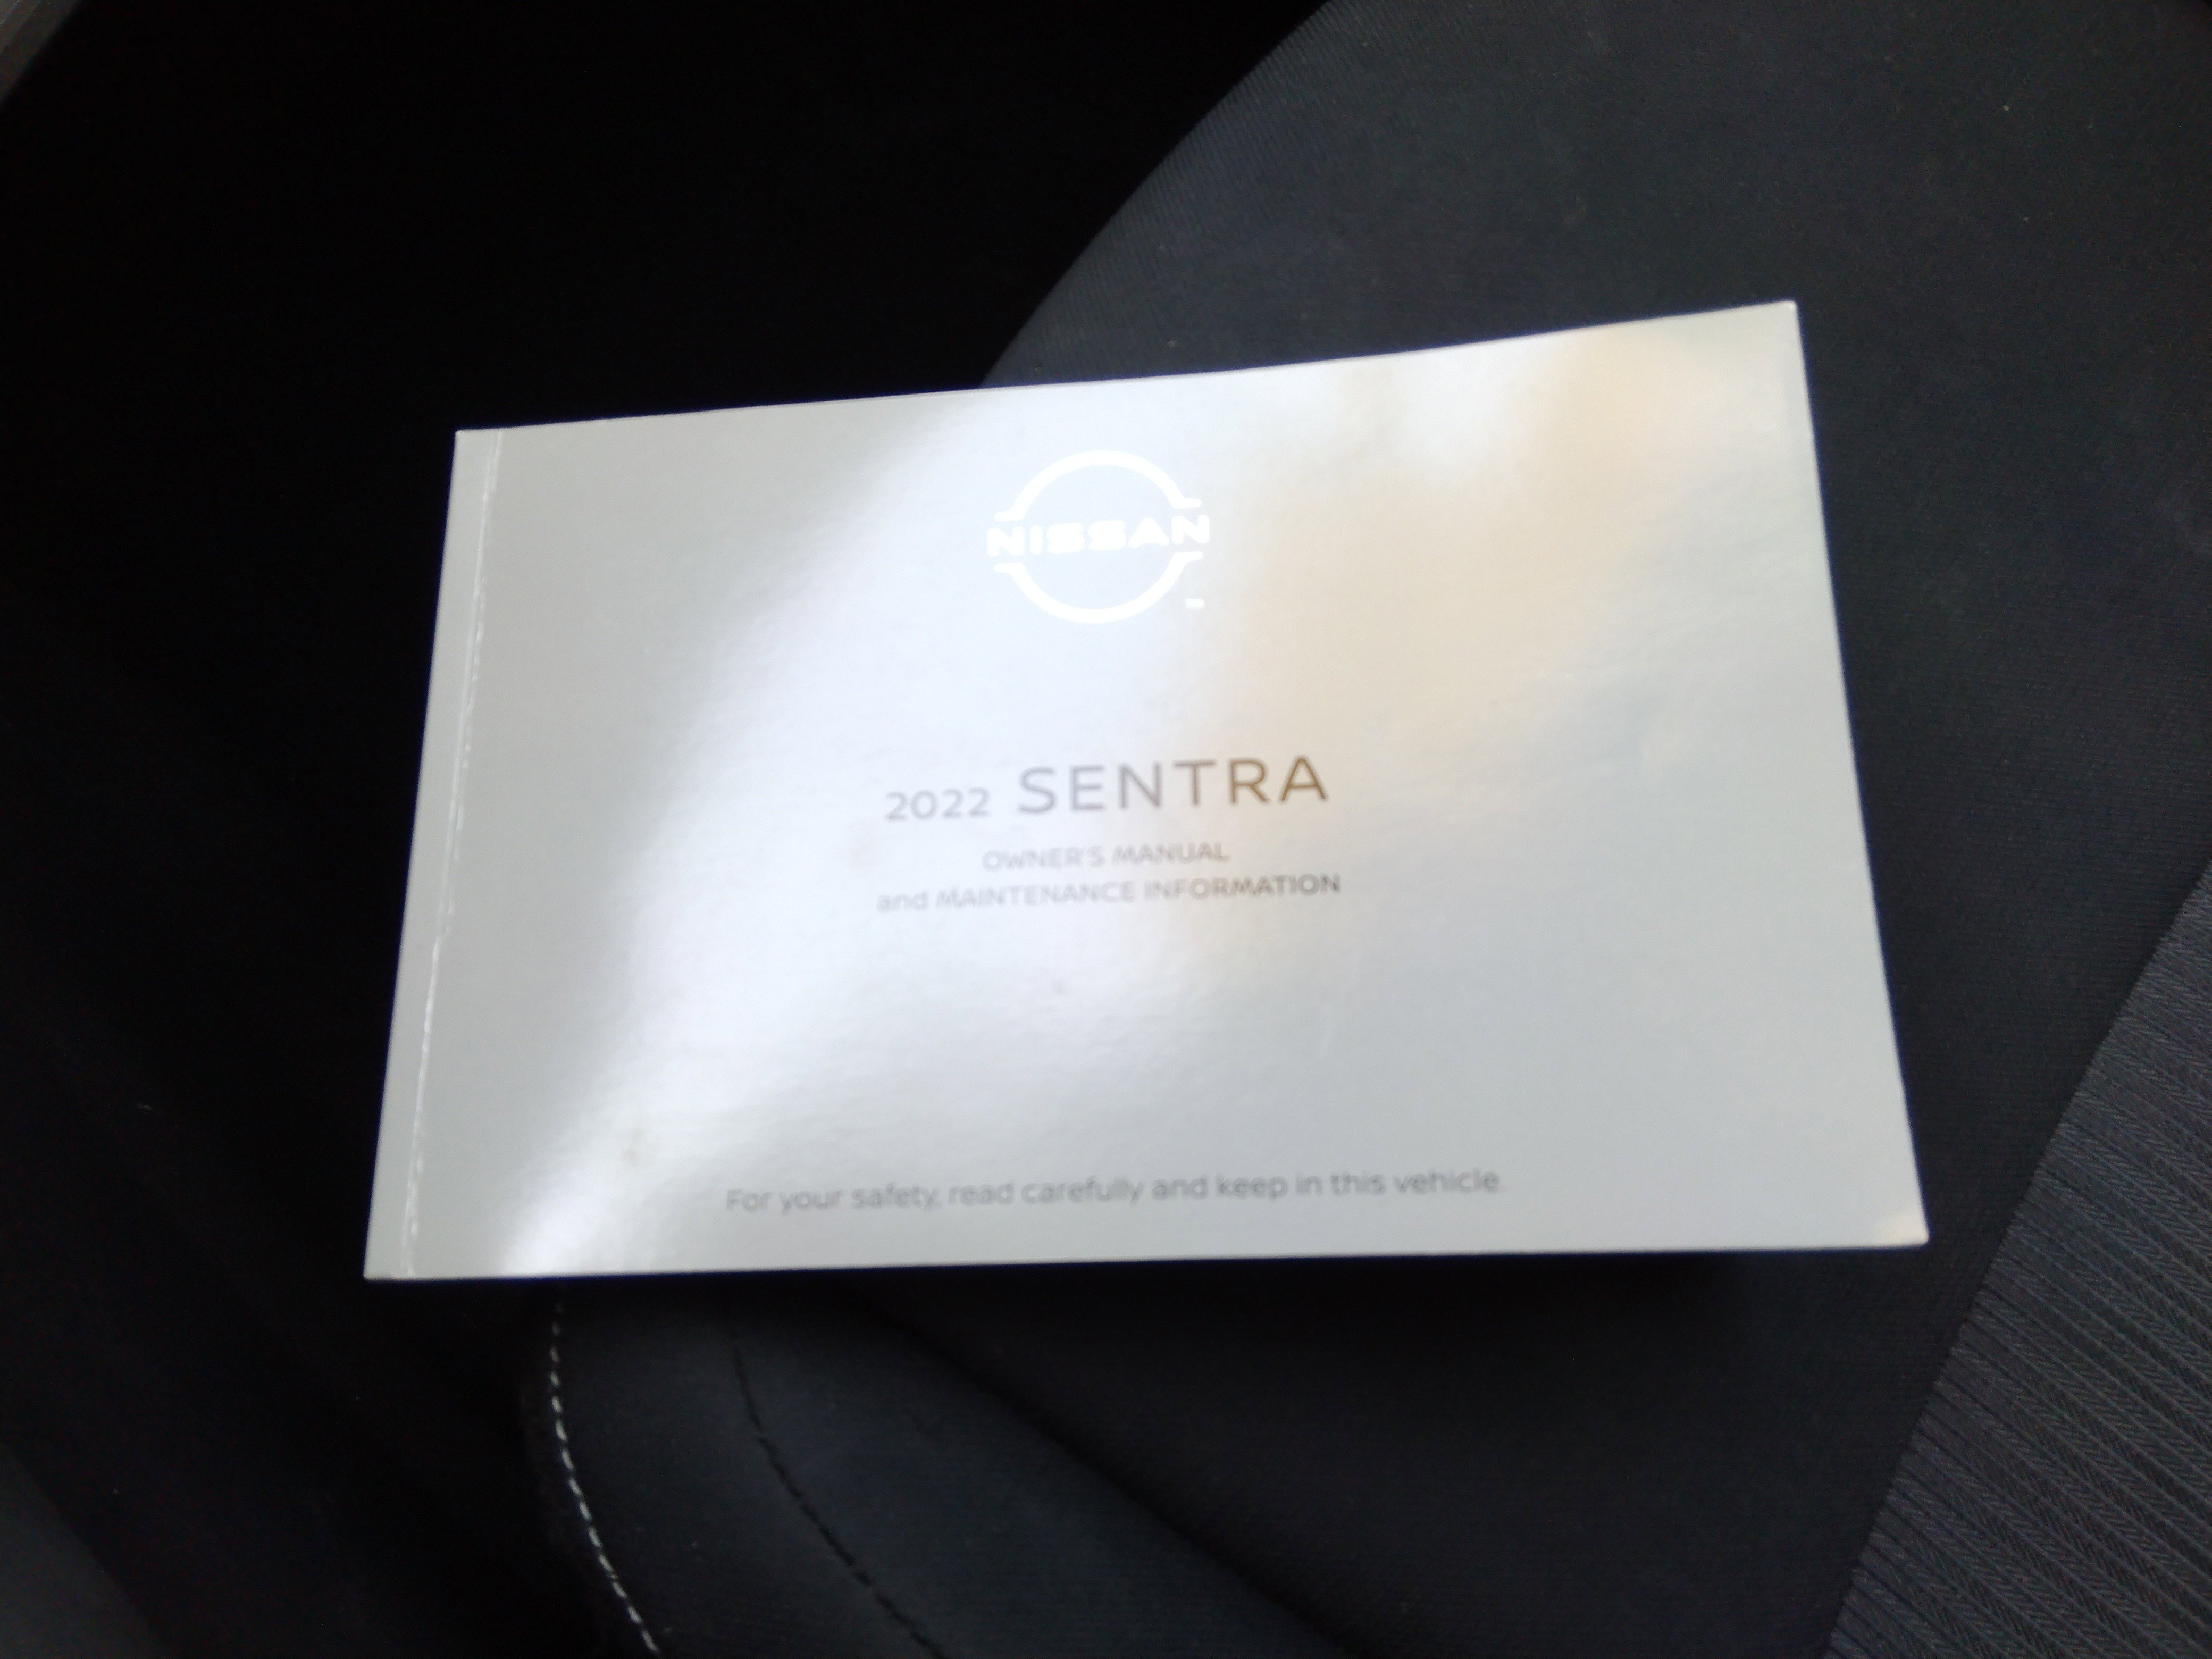 NISSAN
2022 SENTRA
OWNER'S MANUAL
and MAINTENANCE INFORMATION
For your safety, read carefully and keep in this vehicle.